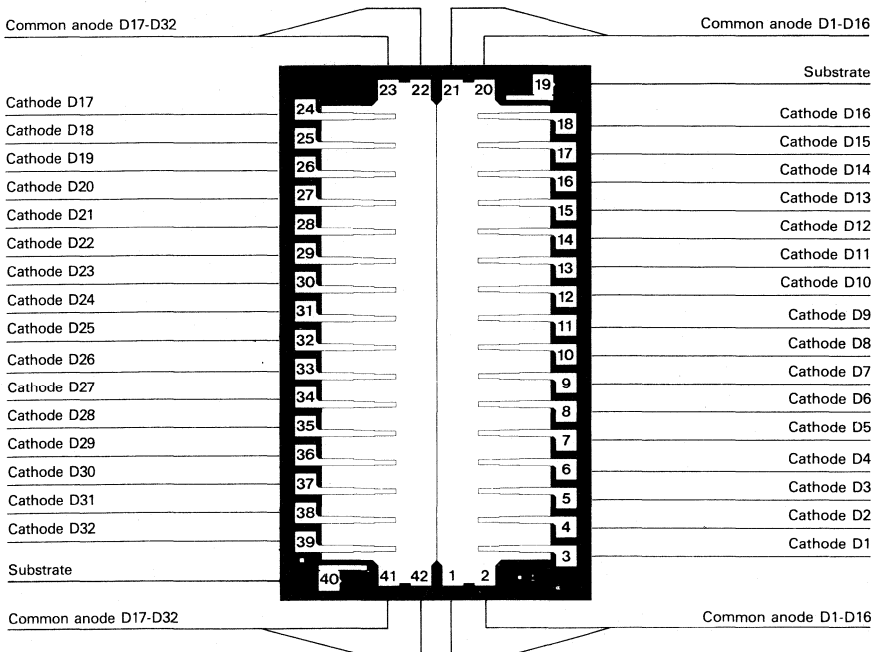 Common anode D17-D32
Common anode D1-D16
Substrate
23 22 21 20 19
Cathode D17
24
Cathode D16
18
Cathode D18
25
Cathode D15
17
Cathode D19
26
Cathode D14
16
Cathode D20
27
Cathode D13
15
Cathode D21
28
Cathode D12
14
Cathode D22
29
Cathode D11
13
Cathode D23
30
Cathode D10
12
Cathode D24
31
Cathode D9
11
Cathode D25
32
Cathode D8
10
Cathode D26
33
Cathode D7
9
Cathode D27
34
Cathode D6
8
Cathode D28
35
Cathode D5
7
Cathode D29
36
Cathode D4
6
Cathode D30
37
Cathode D3
5
Cathode D31
38
Cathode D2
4
Cathode D32
39
Cathode D1
3
Substrate
40 41 42 1 2
Common anode D17-D32
Common anode D1-D16